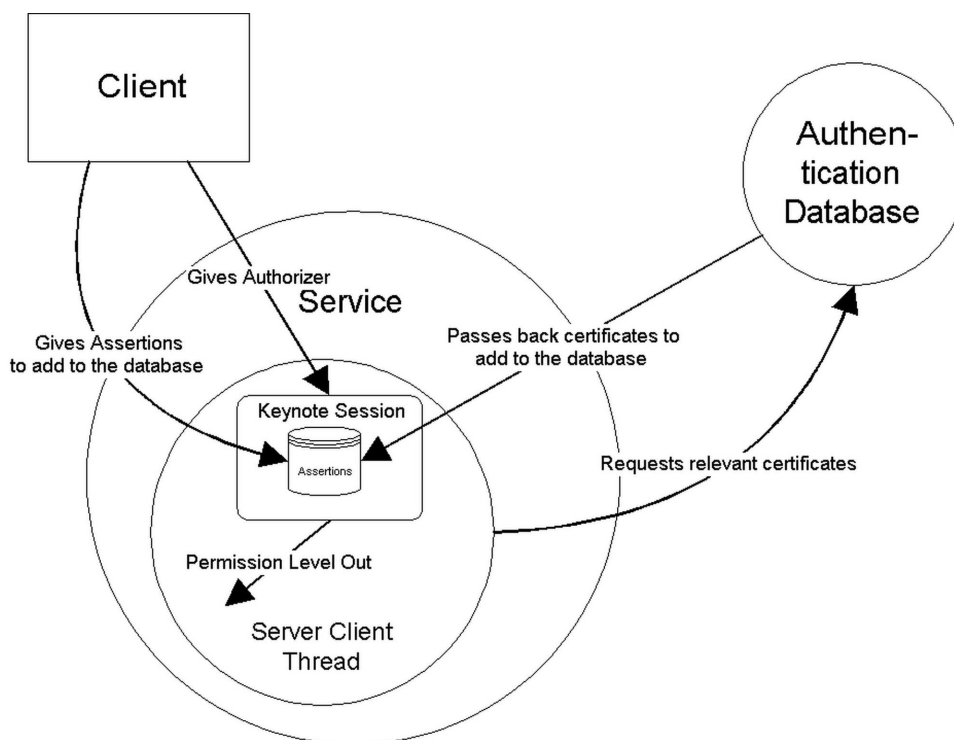 Client
Authen-
tication
Database
Gives Authorizer
Service
Gives Assertions
to add to the database
Passes back certificates to
add to the database
Keynote Session
Assertions
Requests relevant certificates
Permission Level Out
Server Client
Thread